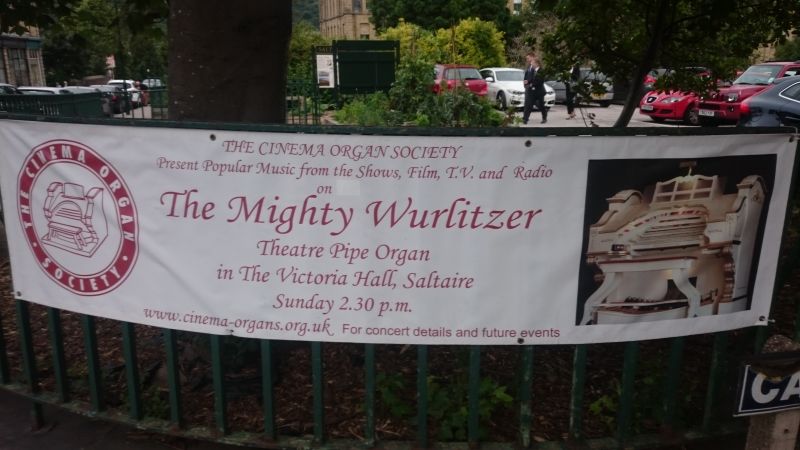 THE CINEMA ORGAN
SOCIETY
THE CINEMA ORGAN SOCIETY
Present Popular Music from the Shows, Film, T.V. and Radio
on
The Mighty Wurlitzer
Theatre Pipe Organ
in The Victoria Hall, Saltaire
Sunday 2.30 p.m.
www.cinema-organs.org.uk For concert details and future events
CA